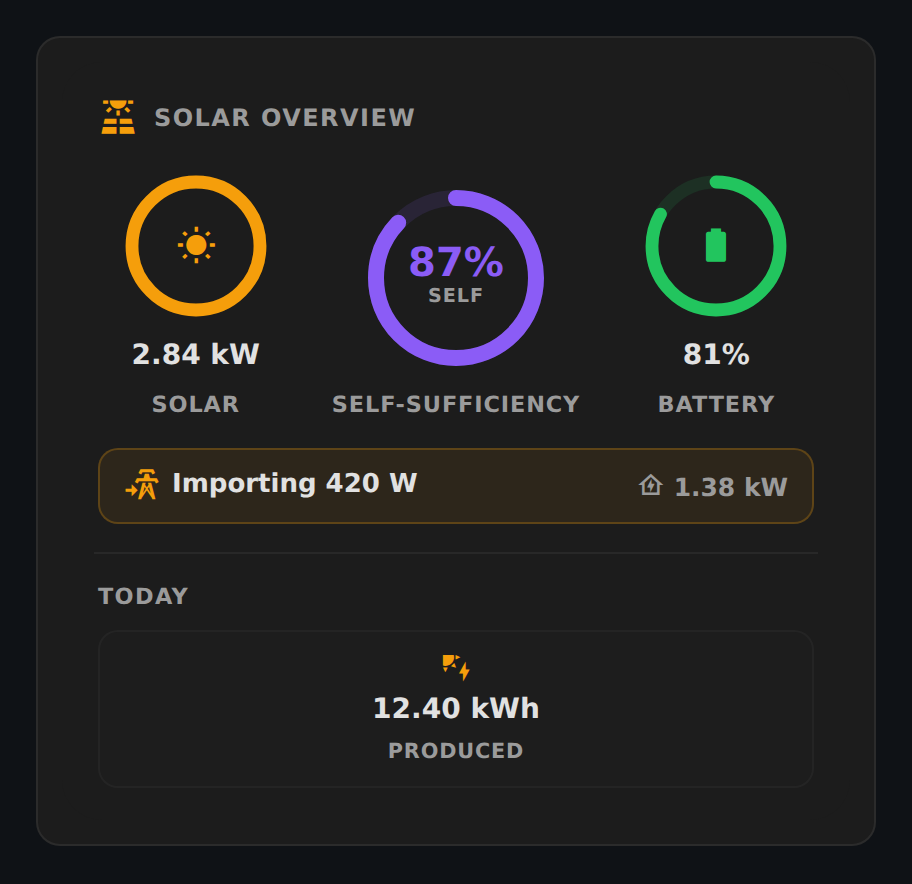 SOLAR OVERVIEW
87%
SELF
2.84 kW
81%
SOLAR
SELF-SUFFICIENCY
BATTERY
Importing 420 W
1.38 kW
TODAY
12.40 kWh
PRODUCED